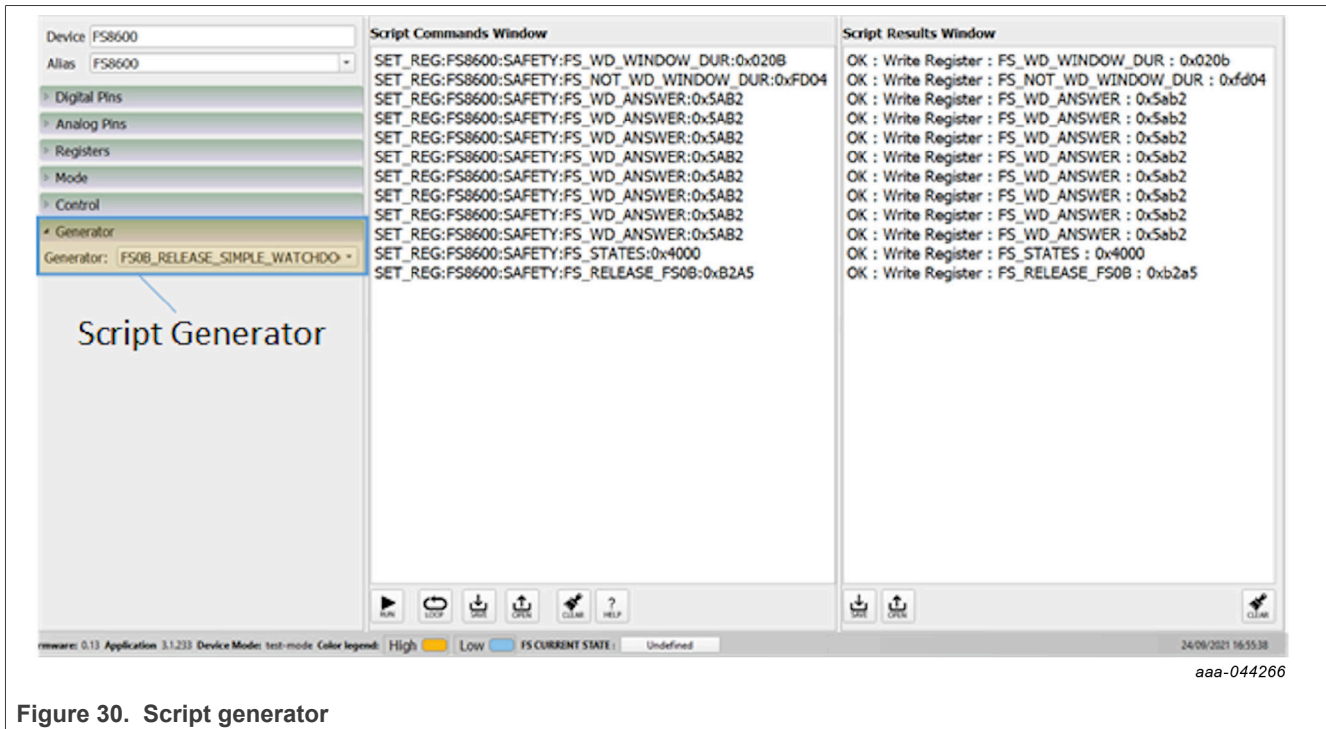 Device FS8600
Alias FS8600
Digital Pins
Analog Pins
Registers
Mode
Control
Generator
Generator: FS0B_RELEASE_SIMPLE_WATCHDO
Script Generator
Script Commands Window
SET_REG:FS8600:SAFETY:FS_WD_WINDOW_DUR:0x020B
SET_REG:FS8600:SAFETY:FS_NOT_WD_WINDOW_DUR:0xFD04
SET_REG:FS8600:SAFETY:FS_WD_ANSWER:0x5AB2
SET_REG:FS8600:SAFETY:FS_WD_ANSWER:0x5AB2
SET_REG:FS8600:SAFETY:FS_WD_ANSWER:0x5AB2
SET_REG:FS8600:SAFETY:FS_WD_ANSWER:0x5AB2
SET_REG:FS8600:SAFETY:FS_WD_ANSWER:0x5AB2
SET_REG:FS8600:SAFETY:FS_WD_ANSWER:0x5AB2
SET_REG:FS8600:SAFETY:FS_WD_ANSWER:0x5AB2
SET_REG:FS8600:SAFETY:FS_WD_ANSWER:0x5AB2
SET_REG:FS8600:SAFETY:FS_STATES:0x4000
SET_REG:FS8600:SAFETY:FS_RELEASE_FS0B:0xB2A5
RUN LOOP SAVE OPEN CLEAR ? HELP
Script Results Window
OK : Write Register : FS_WD_WINDOW_DUR : 0x020b
OK : Write Register : FS_NOT_WD_WINDOW_DUR : 0xfd04
OK : Write Register : FS_WD_ANSWER : 0x5ab2
OK : Write Register : FS_WD_ANSWER : 0x5ab2
OK : Write Register : FS_WD_ANSWER : 0x5ab2
OK : Write Register : FS_WD_ANSWER : 0x5ab2
OK : Write Register : FS_WD_ANSWER : 0x5ab2
OK : Write Register : FS_WD_ANSWER : 0x5ab2
OK : Write Register : FS_WD_ANSWER : 0x5ab2
OK : Write Register : FS_WD_ANSWER : 0x5ab2
OK : Write Register : FS_STATES : 0x4000
OK : Write Register : FS_RELEASE_FS0B : 0xb2a5
SAVE OPEN CLEAR
rmware: 0.13 Application 3.1.233 Device Mode: test-mode Color legend: High Low FS CURRENT STATE : Undefined 24/09/2021 16:55:38
aaa-044266
Figure 30. Script generator